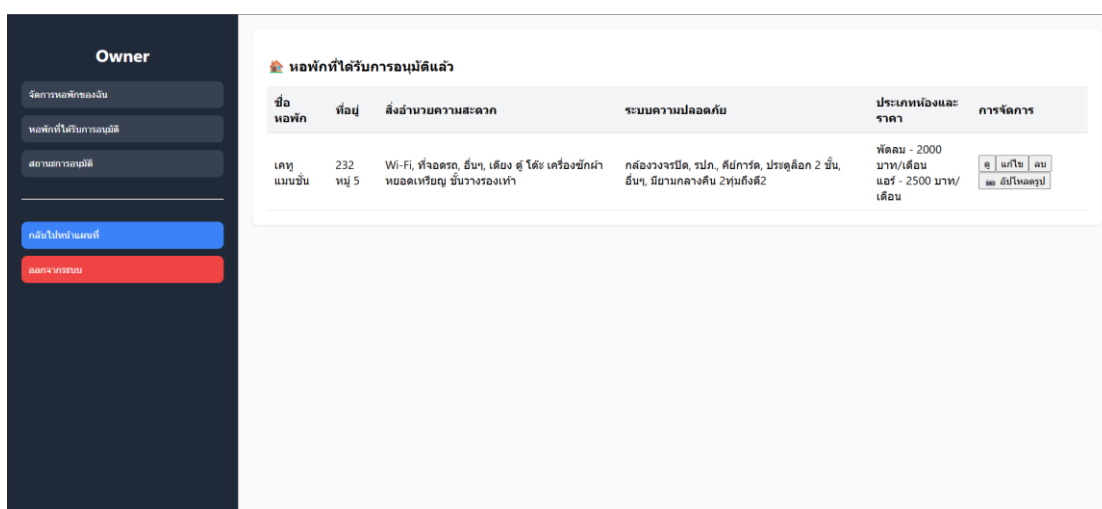 Owner
จัดการหอพักของฉัน
หอพักที่ได้รับการอนุมัติ
สถานะการอนุมัติ
กลับไปหน้าแผนที่
ออกจากระบบ
หอพักที่ได้รับการอนุมัติแล้ว
ชื่อ
หอพัก
ที่อยู่
สิ่งอำนวยความสะดวก
ระบบความปลอดภัย
ประเภทห้องและ
ราคา
การจัดการ
เคทู
แมนชั่น
232
หมู่ 5
Wi-Fi, ที่จอดรถ, อื่นๆ, เตียง ตู้ โต๊ะ เครื่องซักผ้า
หยอดเหรียญ ชั้นวางรองเท้า
กล้องวงจรปิด, รปภ., คีย์การ์ด, ประตูล็อก 2 ชั้น,
อื่นๆ, มียามกลางคืน 2ทุ่มถึงตี2
พัดลม - 2000
บาท/เดือน
แอร์ - 2500 บาท/
เดือน
ดู แก้ไข ลบ
อัปโหลดรูป